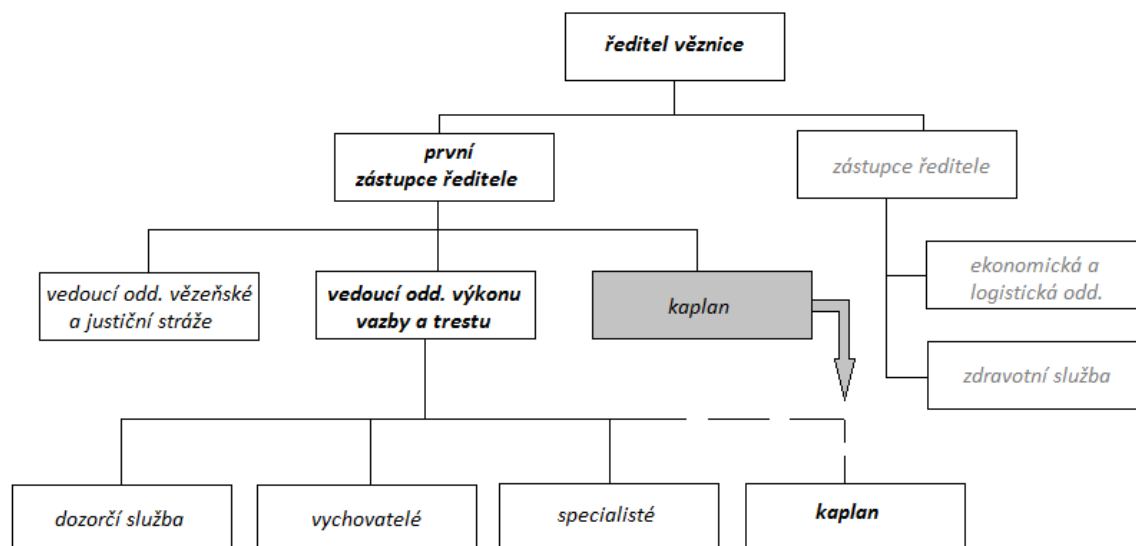 ředitel věznice
první
zástupce ředitele
zástupce ředitele
vedoucí odd. vězeňské
a justiční stráže
vedoucí odd. výkonu
vazby a trestu
kaplan
ekonomická a
logistická odd.
zdravotní služba
dozorčí služba
vychovatelé
specialisté
kaplan